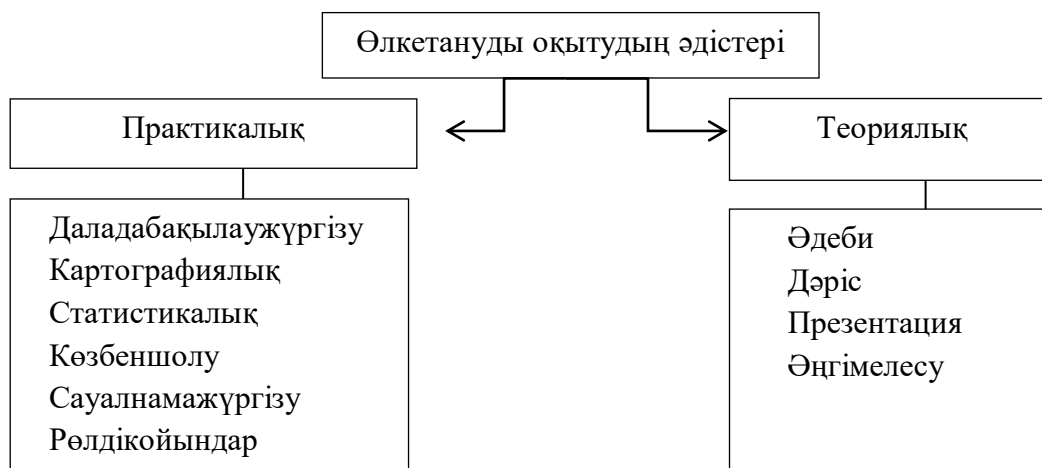 Өлкетануды оқытудың әдістері
Практикалық
Теориялық
Даладабақылаужүргізу
Картографиялық
Статистикалық
Көзбеншолу
Сауалнамажүргізу
Рөлдікойындар
Әдеби
Дәріс
Презентация
Әңгімелесу